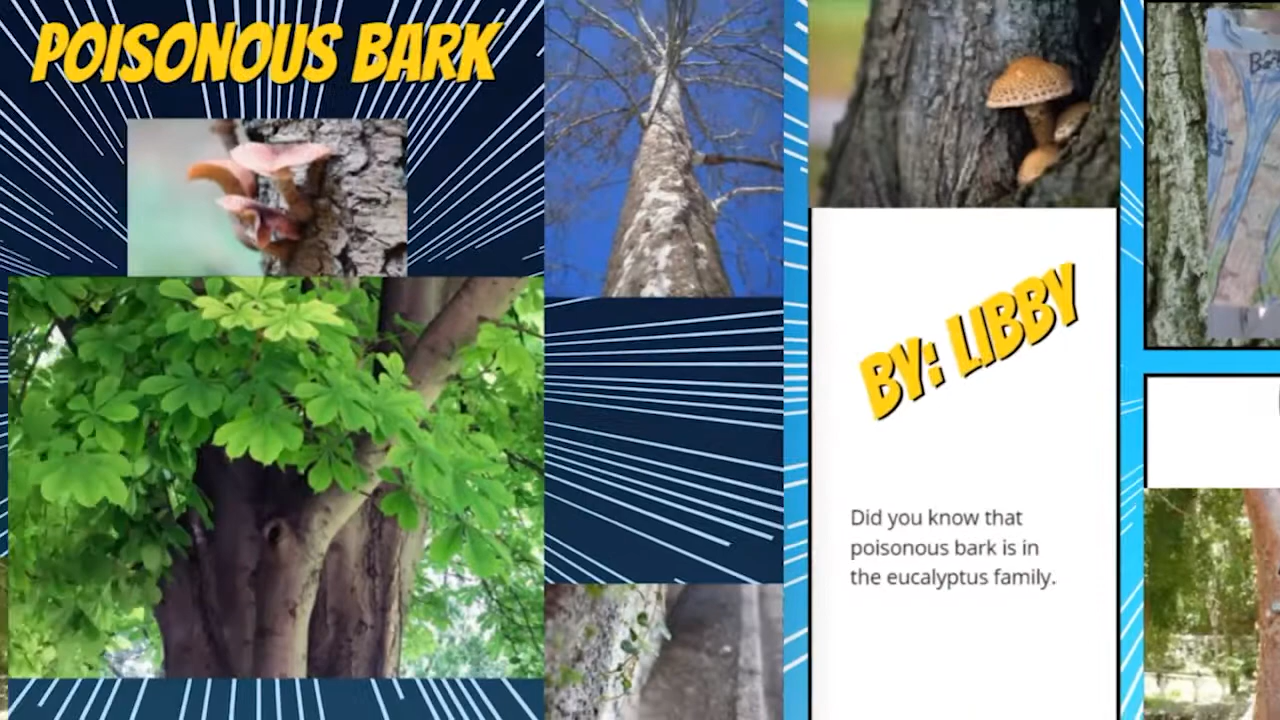 POISONOUS BARK
BY: LIBBY
Did you know that
poisonous bark is in
the eucalyptus family.